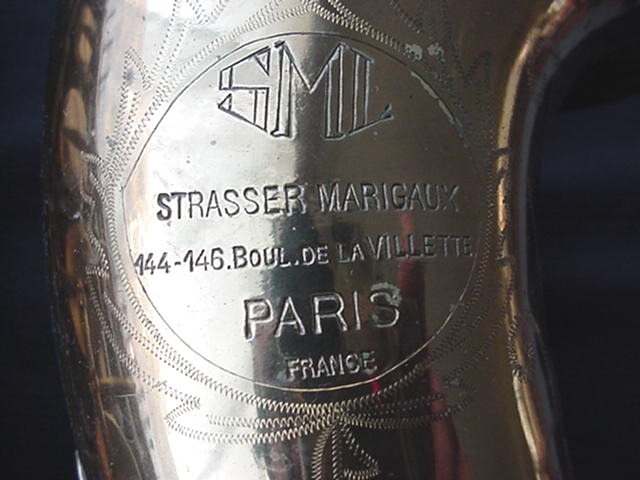 SML
STRASSER MARIGAUX
144-146.BOUL.DE LA VILLETTE
PARIS
FRANCE